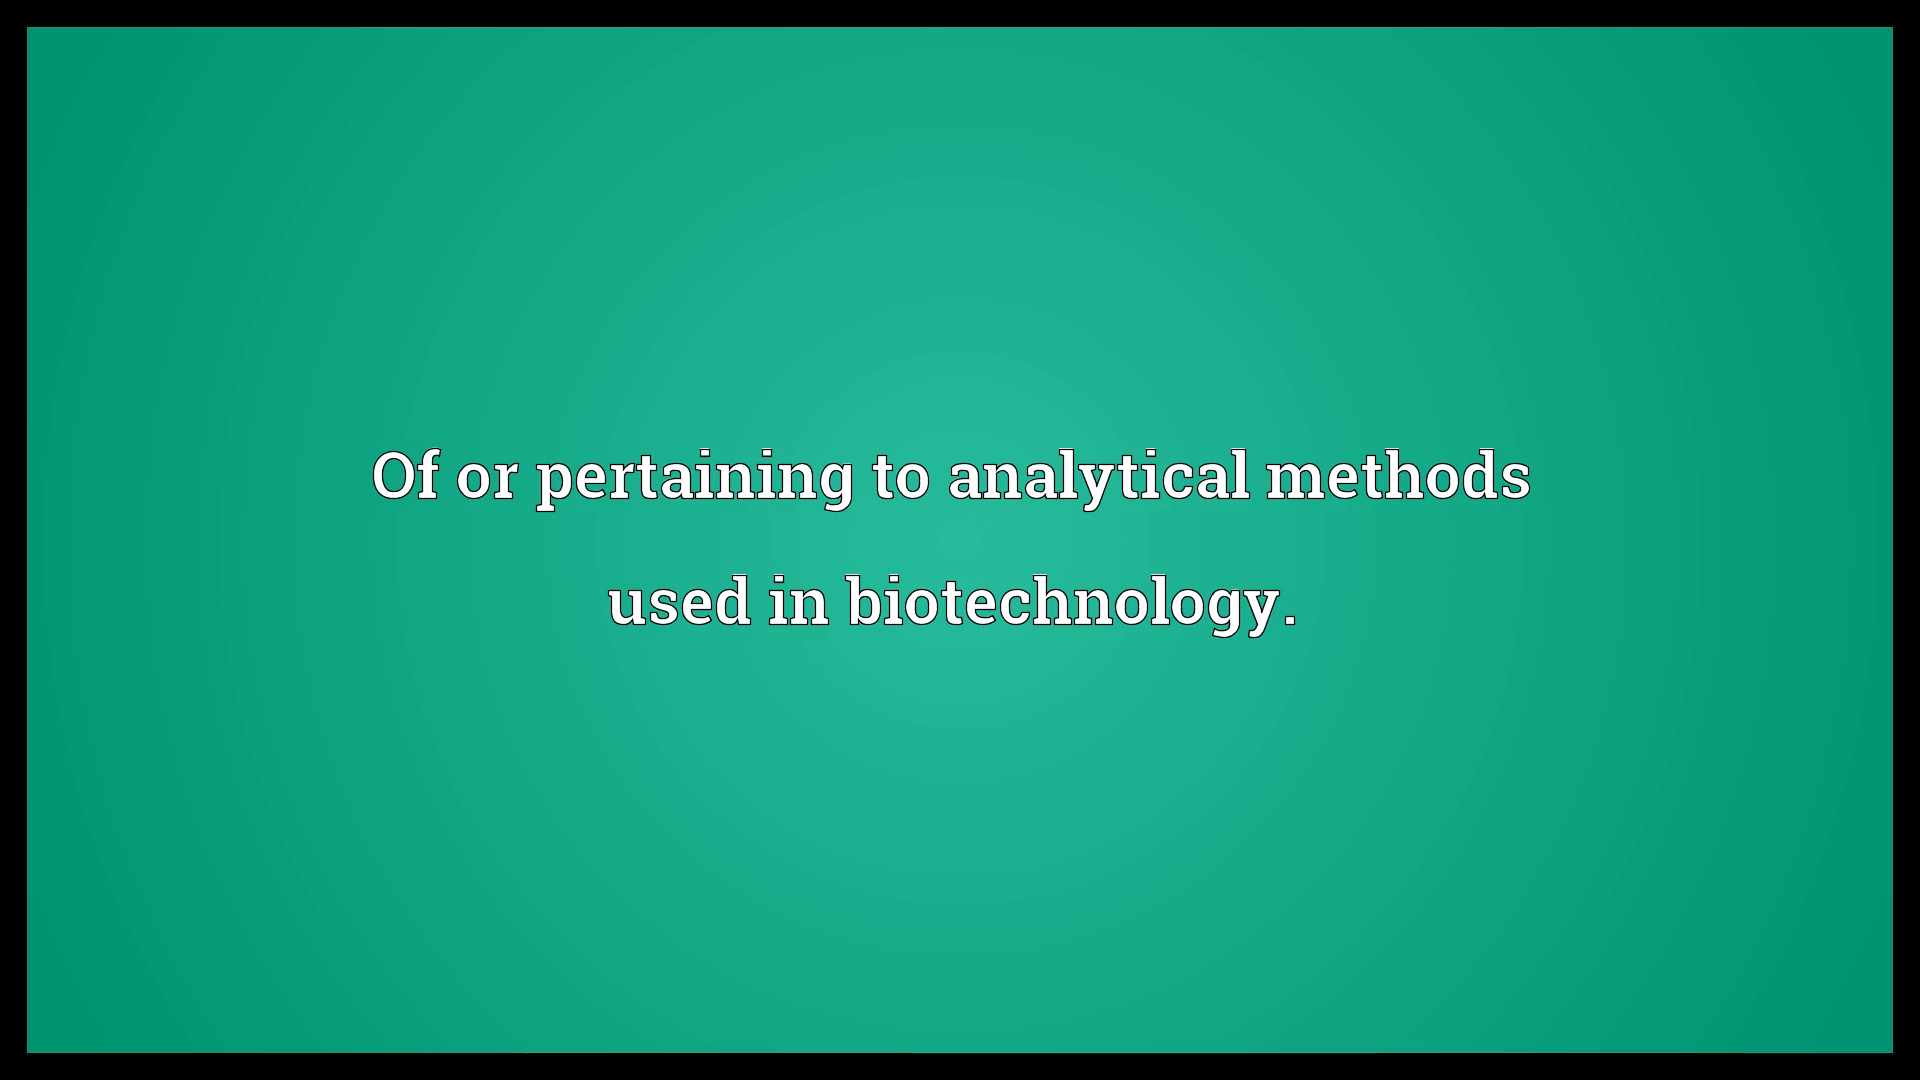 Of or pertaining to analytical methods
used in biotechnology.